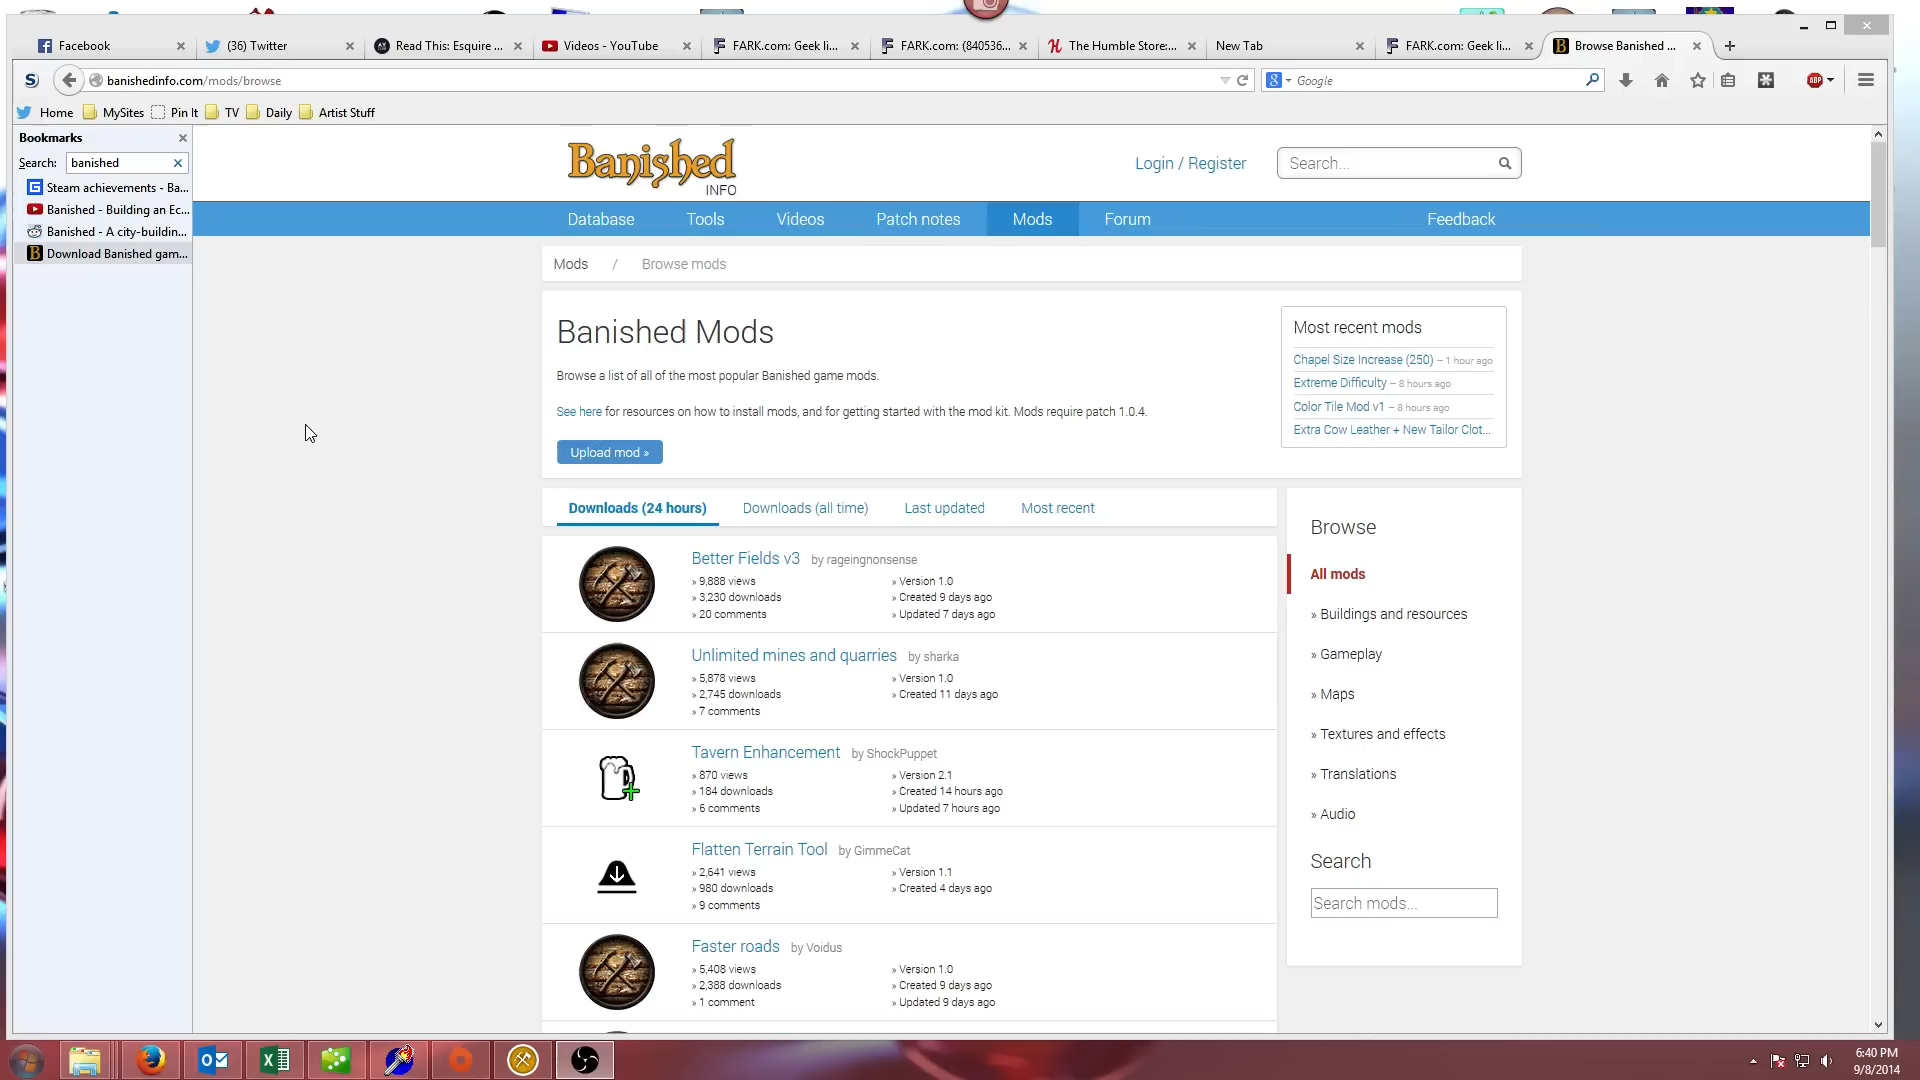 Facebook
(36) Twitter
Read This: Esquire ...
Videos - YouTube
FARK.com: Geek li...
FARK.com: (840536...
The Humble Store:...
New Tab
FARK.com: Geek li...
Browse Banished ...
banishedinfo.com/mods/browse
Google
ABP
Home
MySites
Pin It
TV
Daily
Artist Stuff
Bookmarks
Search: banished
Steam achievements - Ba...
Banished - Building an Ec...
Banished - A city-buildin...
Download Banished gam...
Banished
INFO
Login / Register
Search...
Database
Tools
Videos
Patch notes
Mods
Forum
Feedback
Mods / Browse mods
Banished Mods
Browse a list of all of the most popular Banished game mods.
See here for resources on how to install mods, and for getting started with the mod kit. Mods require patch 1.0.4.
Upload mod »
Most recent mods
Chapel Size Increase (250) – 1 hour ago
Extreme Difficulty – 8 hours ago
Color Tile Mod v1 – 8 hours ago
Extra Cow Leather + New Tailor Clot...
Downloads (24 hours)
Downloads (all time)
Last updated
Most recent
Better Fields v3 by rageingnonsense
» 9,888 views
» Version 1.0
» 3,230 downloads
» Created 9 days ago
» 20 comments
» Updated 7 days ago
Unlimited mines and quarries by sharka
» 5,878 views
» Version 1.0
» 2,745 downloads
» Created 11 days ago
» 7 comments
Tavern Enhancement by ShockPuppet
» 870 views
» Version 2.1
» 184 downloads
» Created 14 hours ago
» 6 comments
» Updated 7 hours ago
Flatten Terrain Tool by GimmeCat
» 2,641 views
» Version 1.1
» 980 downloads
» Created 4 days ago
» 9 comments
Faster roads by Voidus
» 5,408 views
» Version 1.0
» 2,388 downloads
» Created 9 days ago
» 1 comment
» Updated 9 days ago
Browse
All mods
» Buildings and resources
» Gameplay
» Maps
» Textures and effects
» Translations
» Audio
Search
Search mods...
6:40 PM
9/8/2014